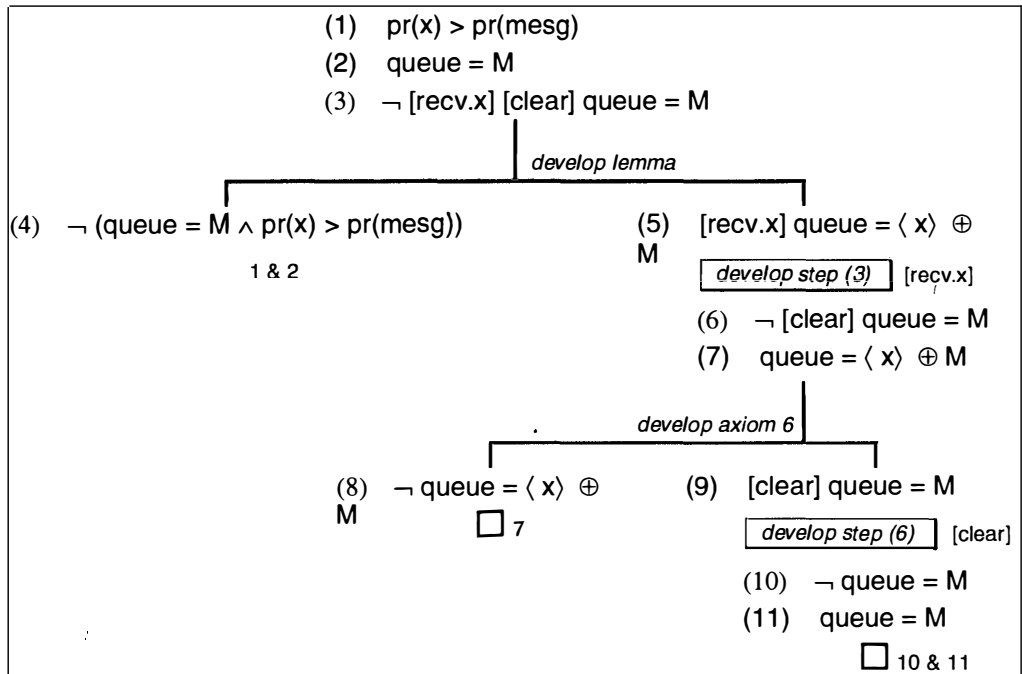 (1) pr(x) > pr(mesg)
(2) queue = M
(3) ¬ [recv.x] [clear] queue = M
develop lemma
(4) ¬ (queue = M ∧ pr(x) > pr(mesg))
1 & 2
(5) [recv.x] queue = ⟨ x⟩ ⊕
M
develop step (3) [recv.x]
(6) ¬ [clear] queue = M
(7) queue = ⟨ x⟩ ⊕ M
develop axiom 6
(8) ¬ queue = ⟨ x⟩ ⊕
M
7
(9) [clear] queue = M
develop step (6) [clear]
(10) ¬ queue = M
(11) queue = M
10 & 11